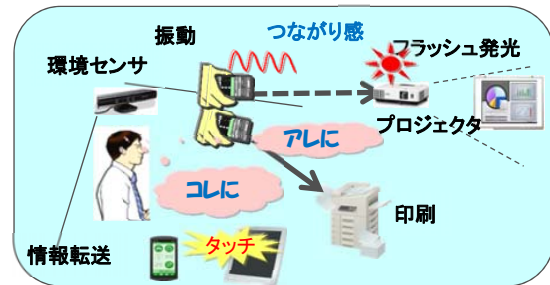 振動
つながり感
フラッシュ発光
環境センサ
プロジェクタ
アレに
コレに
印刷
タッチ
情報転送